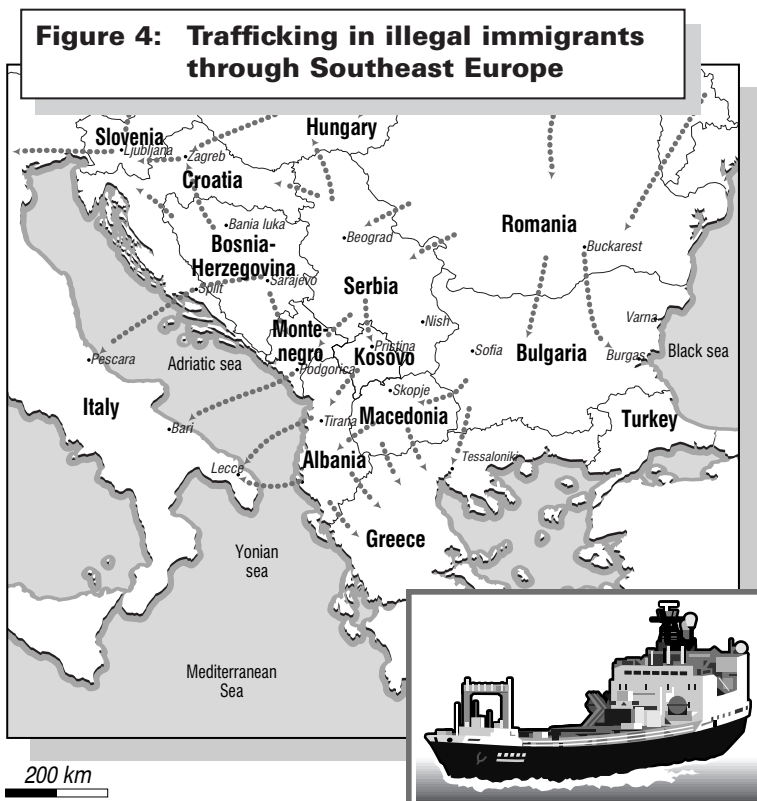 Figure 4: Trafficking in illegal immigrants
through Southeast Europe
Hungary
Slovenia
Ljubljana
Zagreb
Croatia
Romania
Bania luka
Beograd
Buckarest
Bosnia-
Herzegovina
Sarajevo
Split
Serbia
Varna
Nish
Monte-
negro
Pristina
Sofia
Bulgaria
Burgas
Black sea
Kosovo
Pescara
Adriatic sea
Podgorica
Skopje
Italy
Macedonia
Turkey
Tirana
Bari
Albania
Tessaloniki
Lecce
Greece
Yonian
sea
Mediterranean
Sea
200 km